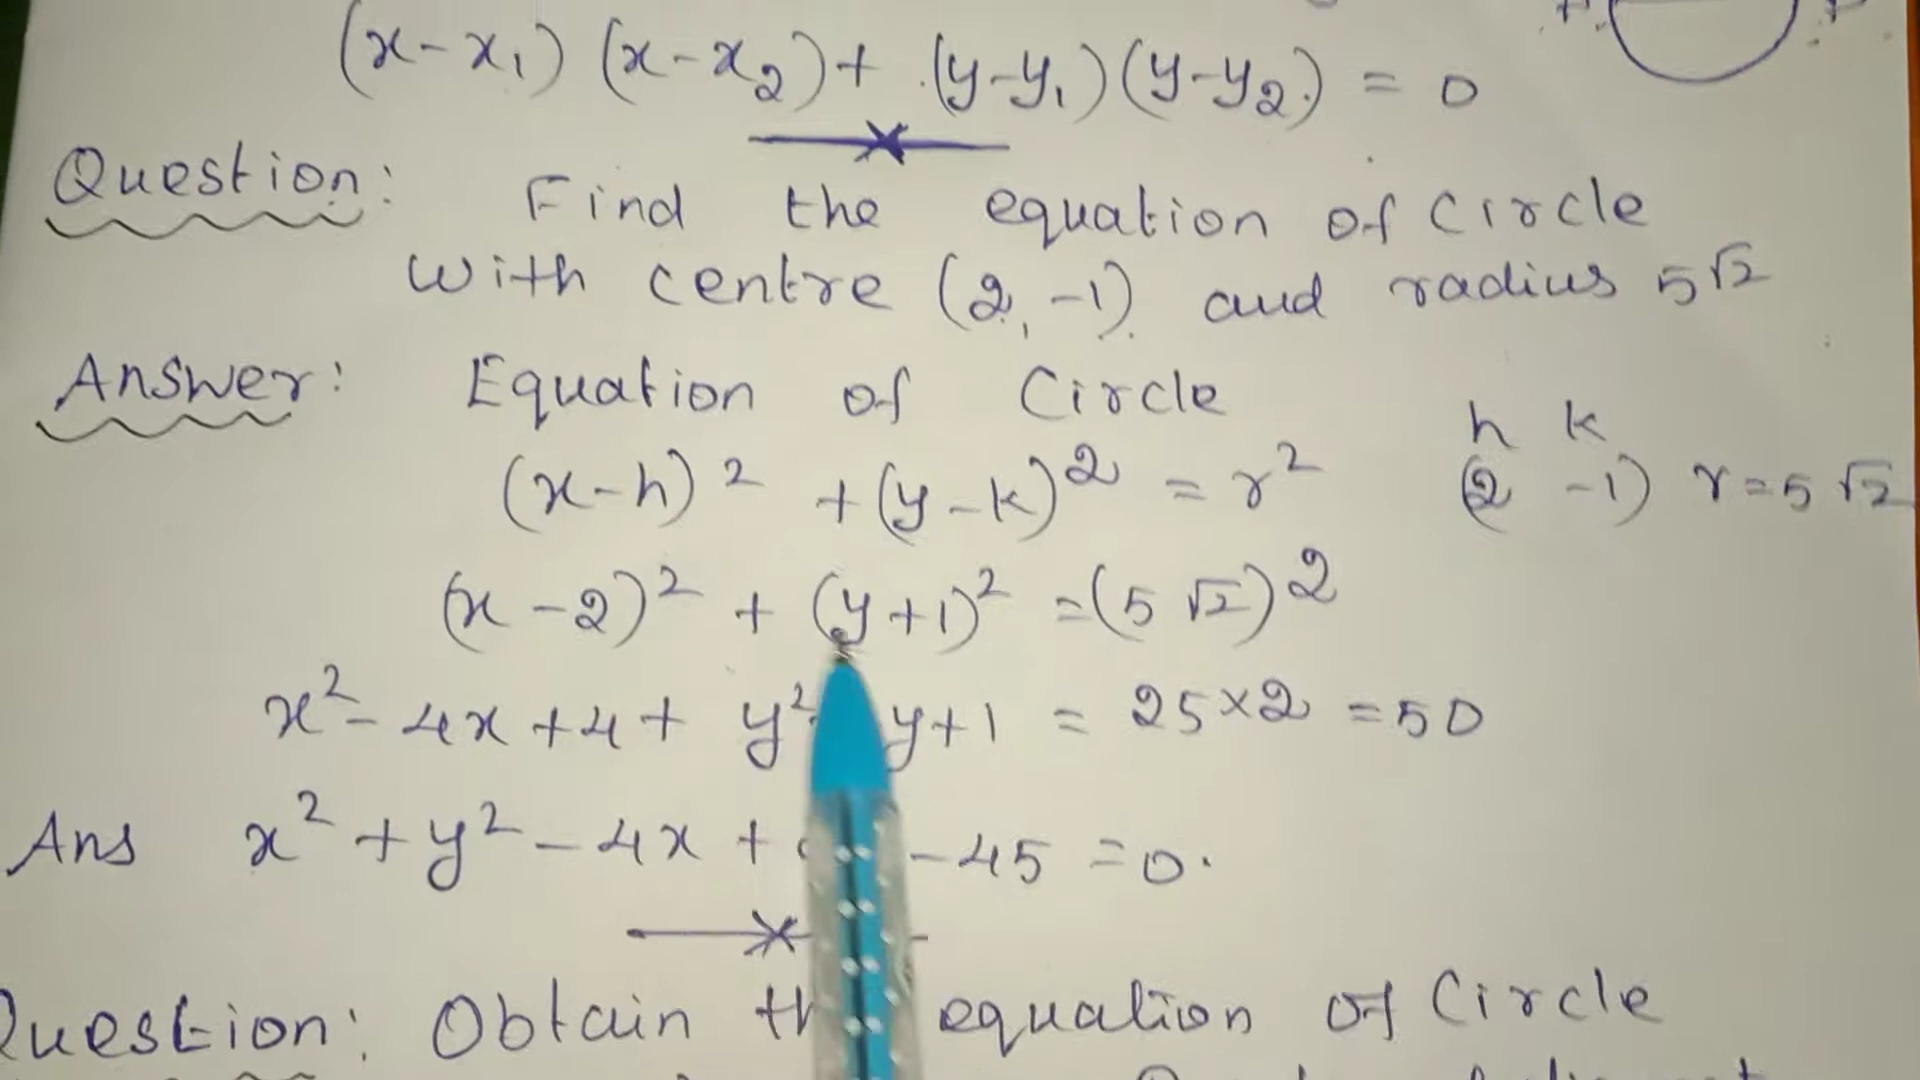 (x-x₁) (x-x₂)+ (y-y₁)(y-y₂) = 0
Question: Find the equation of Circle
With centre (2, -1) and radius 5√2
Answer: Equation of Circle
h k
(x-h)² + (y-k)² = r² (2 -1) r=5√2
(x-2)² + (y+1)² = (5√2)²
x² - 4x + 4 + y² y+1 = 25×2 = 50
Ans x² + y² - 4x + - 45 = 0.
Question: Obtain th equation of Circle